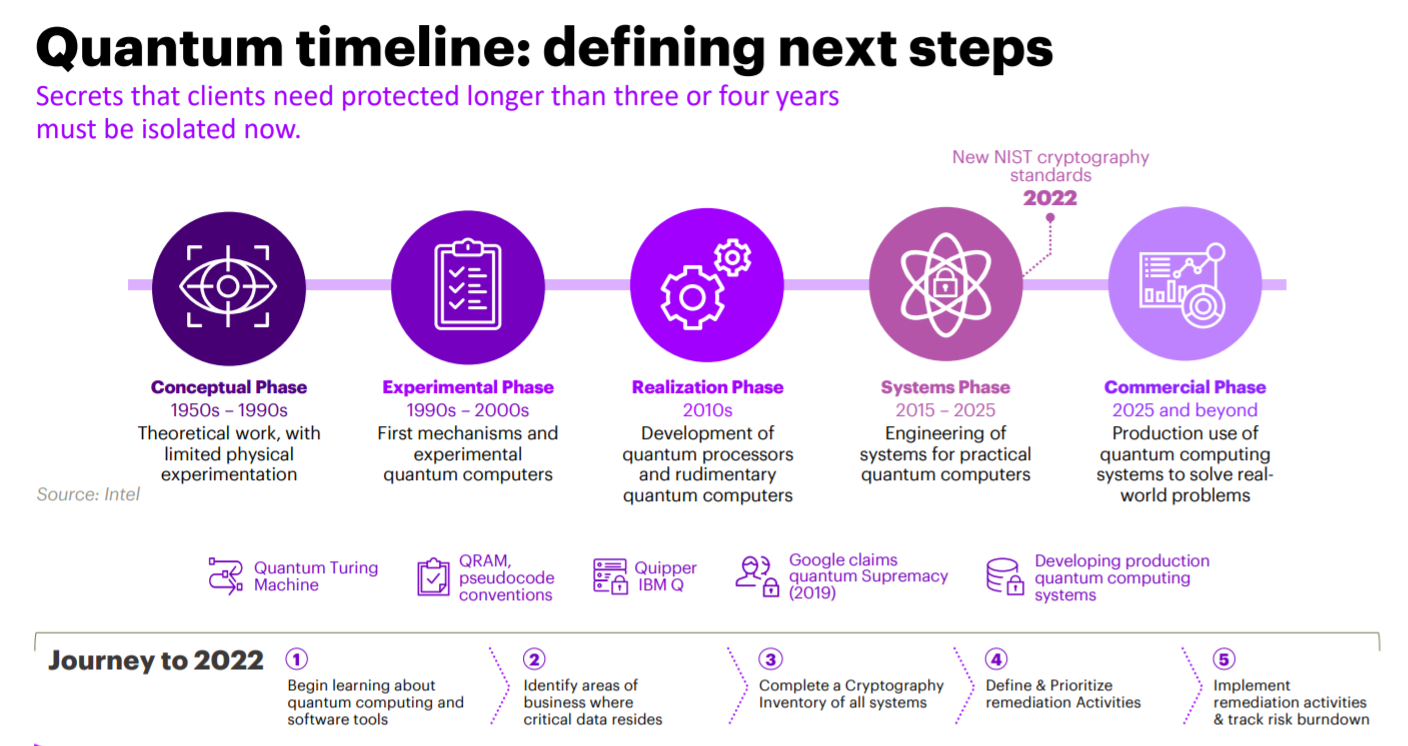 Quantum timeline: defining next steps
Secrets that clients need protected longer than three or four years
must be isolated now.
New NIST cryptography
standards
2022
Conceptual Phase
1950s – 1990s
Theoretical work, with
limited physical
experimentation
Experimental Phase
1990s – 2000s
First mechanisms and
experimental
quantum computers
Realization Phase
2010s
Development of
quantum processors
and rudimentary
quantum computers
Systems Phase
2015 – 2025
Engineering of
systems for practical
quantum computers
Commercial Phase
2025 and beyond
Production use of
quantum computing
systems to solve real-
world problems
Source: Intel
Quantum Turing
Machine
QRAM,
pseudocode
conventions
Quipper
IBM Q
Google claims
quantum Supremacy
(2019)
Developing production
quantum computing
systems
Journey to 2022
1
Begin learning about
quantum computing and
software tools
2
Identify areas of
business where
critical data resides
3
Complete a Cryptography
Inventory of all systems
4
Define & Prioritize
remediation Activities
5
Implement
remediation activities
& track risk burndown